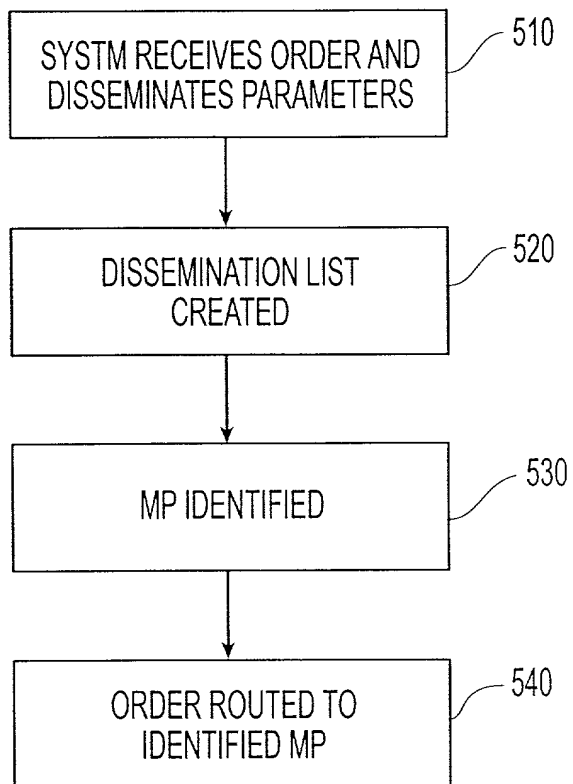 SYSTM RECEIVES ORDER AND
DISSEMINATES PARAMETERS
510
DISSEMINATION LIST
CREATED
520
MP IDENTIFIED
530
ORDER ROUTED TO
IDENTIFIED MP
540